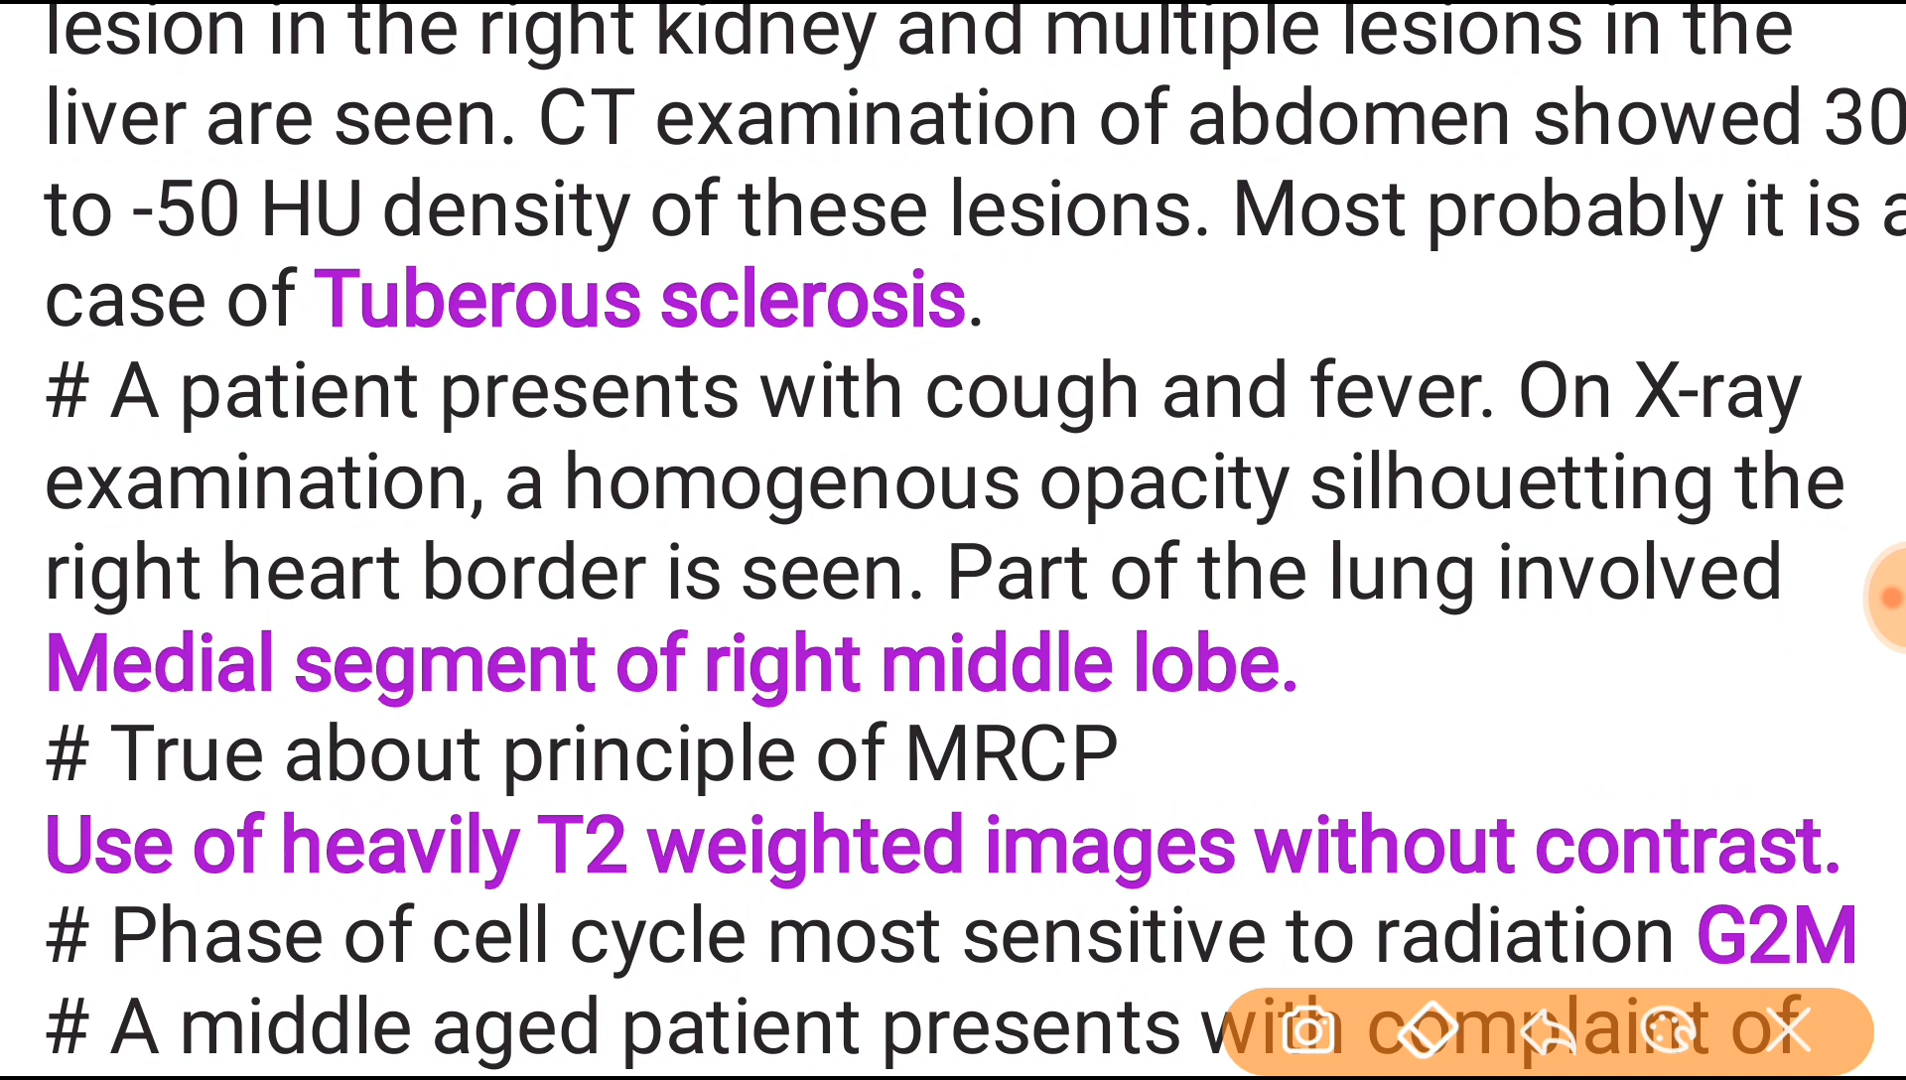 lesion in the right kidney and multiple lesions in the
liver are seen. CT examination of abdomen showed 30
to -50 HU density of these lesions. Most probably it is a
case of Tuberous sclerosis.
# A patient presents with cough and fever. On X-ray
examination, a homogenous opacity silhouetting the
right heart border is seen. Part of the lung involved
Medial segment of right middle lobe.
# True about principle of MRCP
Use of heavily T2 weighted images without contrast.
# Phase of cell cycle most sensitive to radiation G2M
# A middle aged patient presents with complaint of